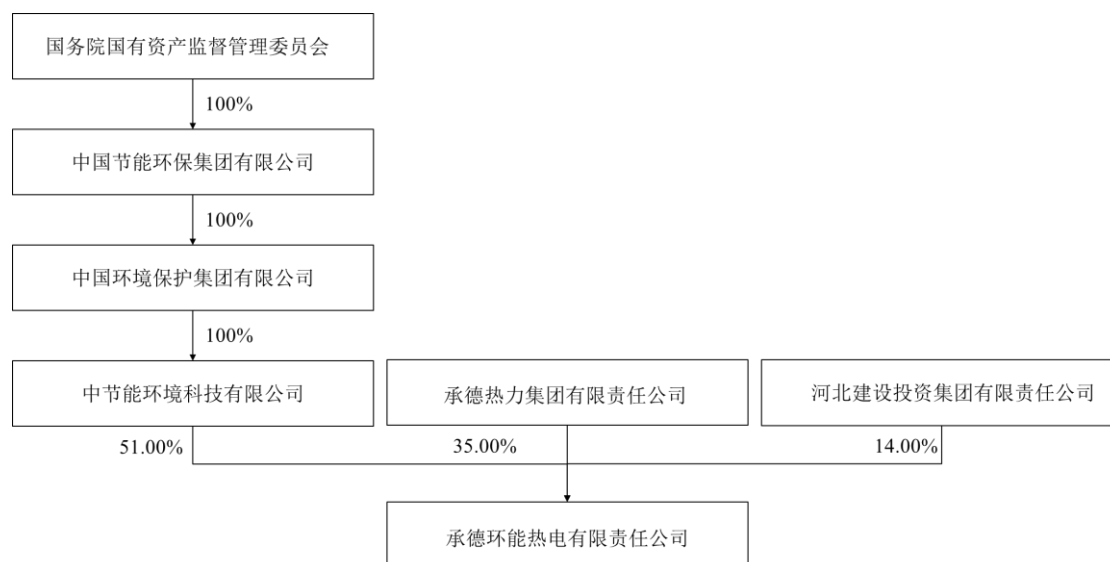 国务院国有资产监督管理委员会
100%
中国节能环保集团有限公司
100%
中国环境保护集团有限公司
100%
中节能环境科技有限公司
承德热力集团有限责任公司
河北建设投资集团有限责任公司
51.00%
35.00%
14.00%
承德环能热电有限责任公司